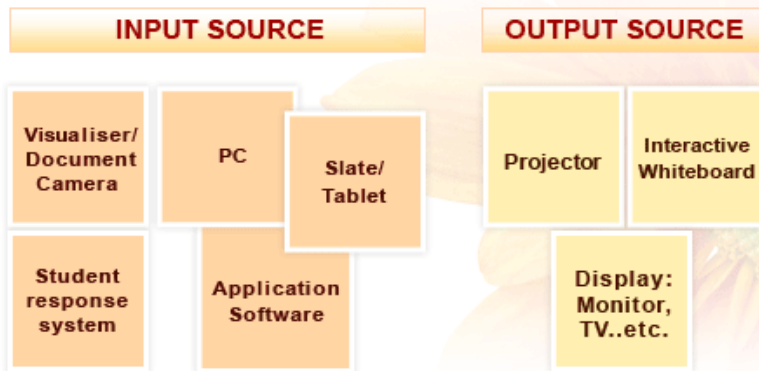 INPUT SOURCE
Visualiser/
Document
Camera
PC
Slate/
Tablet
Student
response
system
Application
Software
OUTPUT SOURCE
Projector
Interactive
Whiteboard
Display:
Monitor,
TV..etc.